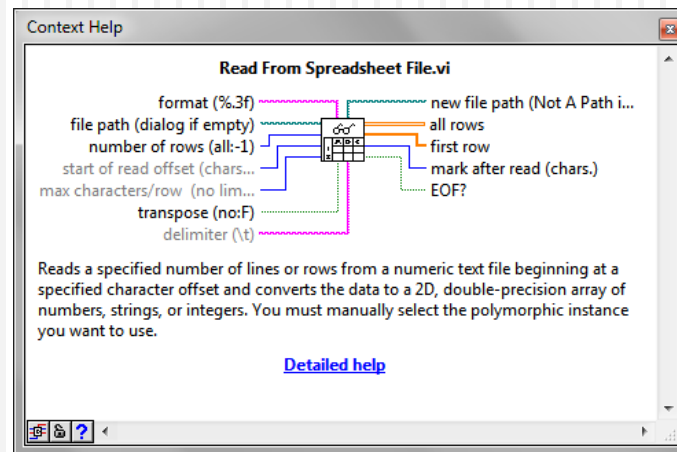 Context Help
Read From Spreadsheet File.vi
format (%.3f)
new file path (Not A Path i...
file path (dialog if empty)
all rows
number of rows (all:-1)
first row
start of read offset (chars...
mark after read (chars.)
max characters/row (no lim...
EOF?
transpose (no:F)
delimiter (\t)
Reads a specified number of lines or rows from a numeric text file beginning at a
specified character offset and converts the data to a 2D, double-precision array of
numbers, strings, or integers. You must manually select the polymorphic instance
you want to use.
Detailed help
?